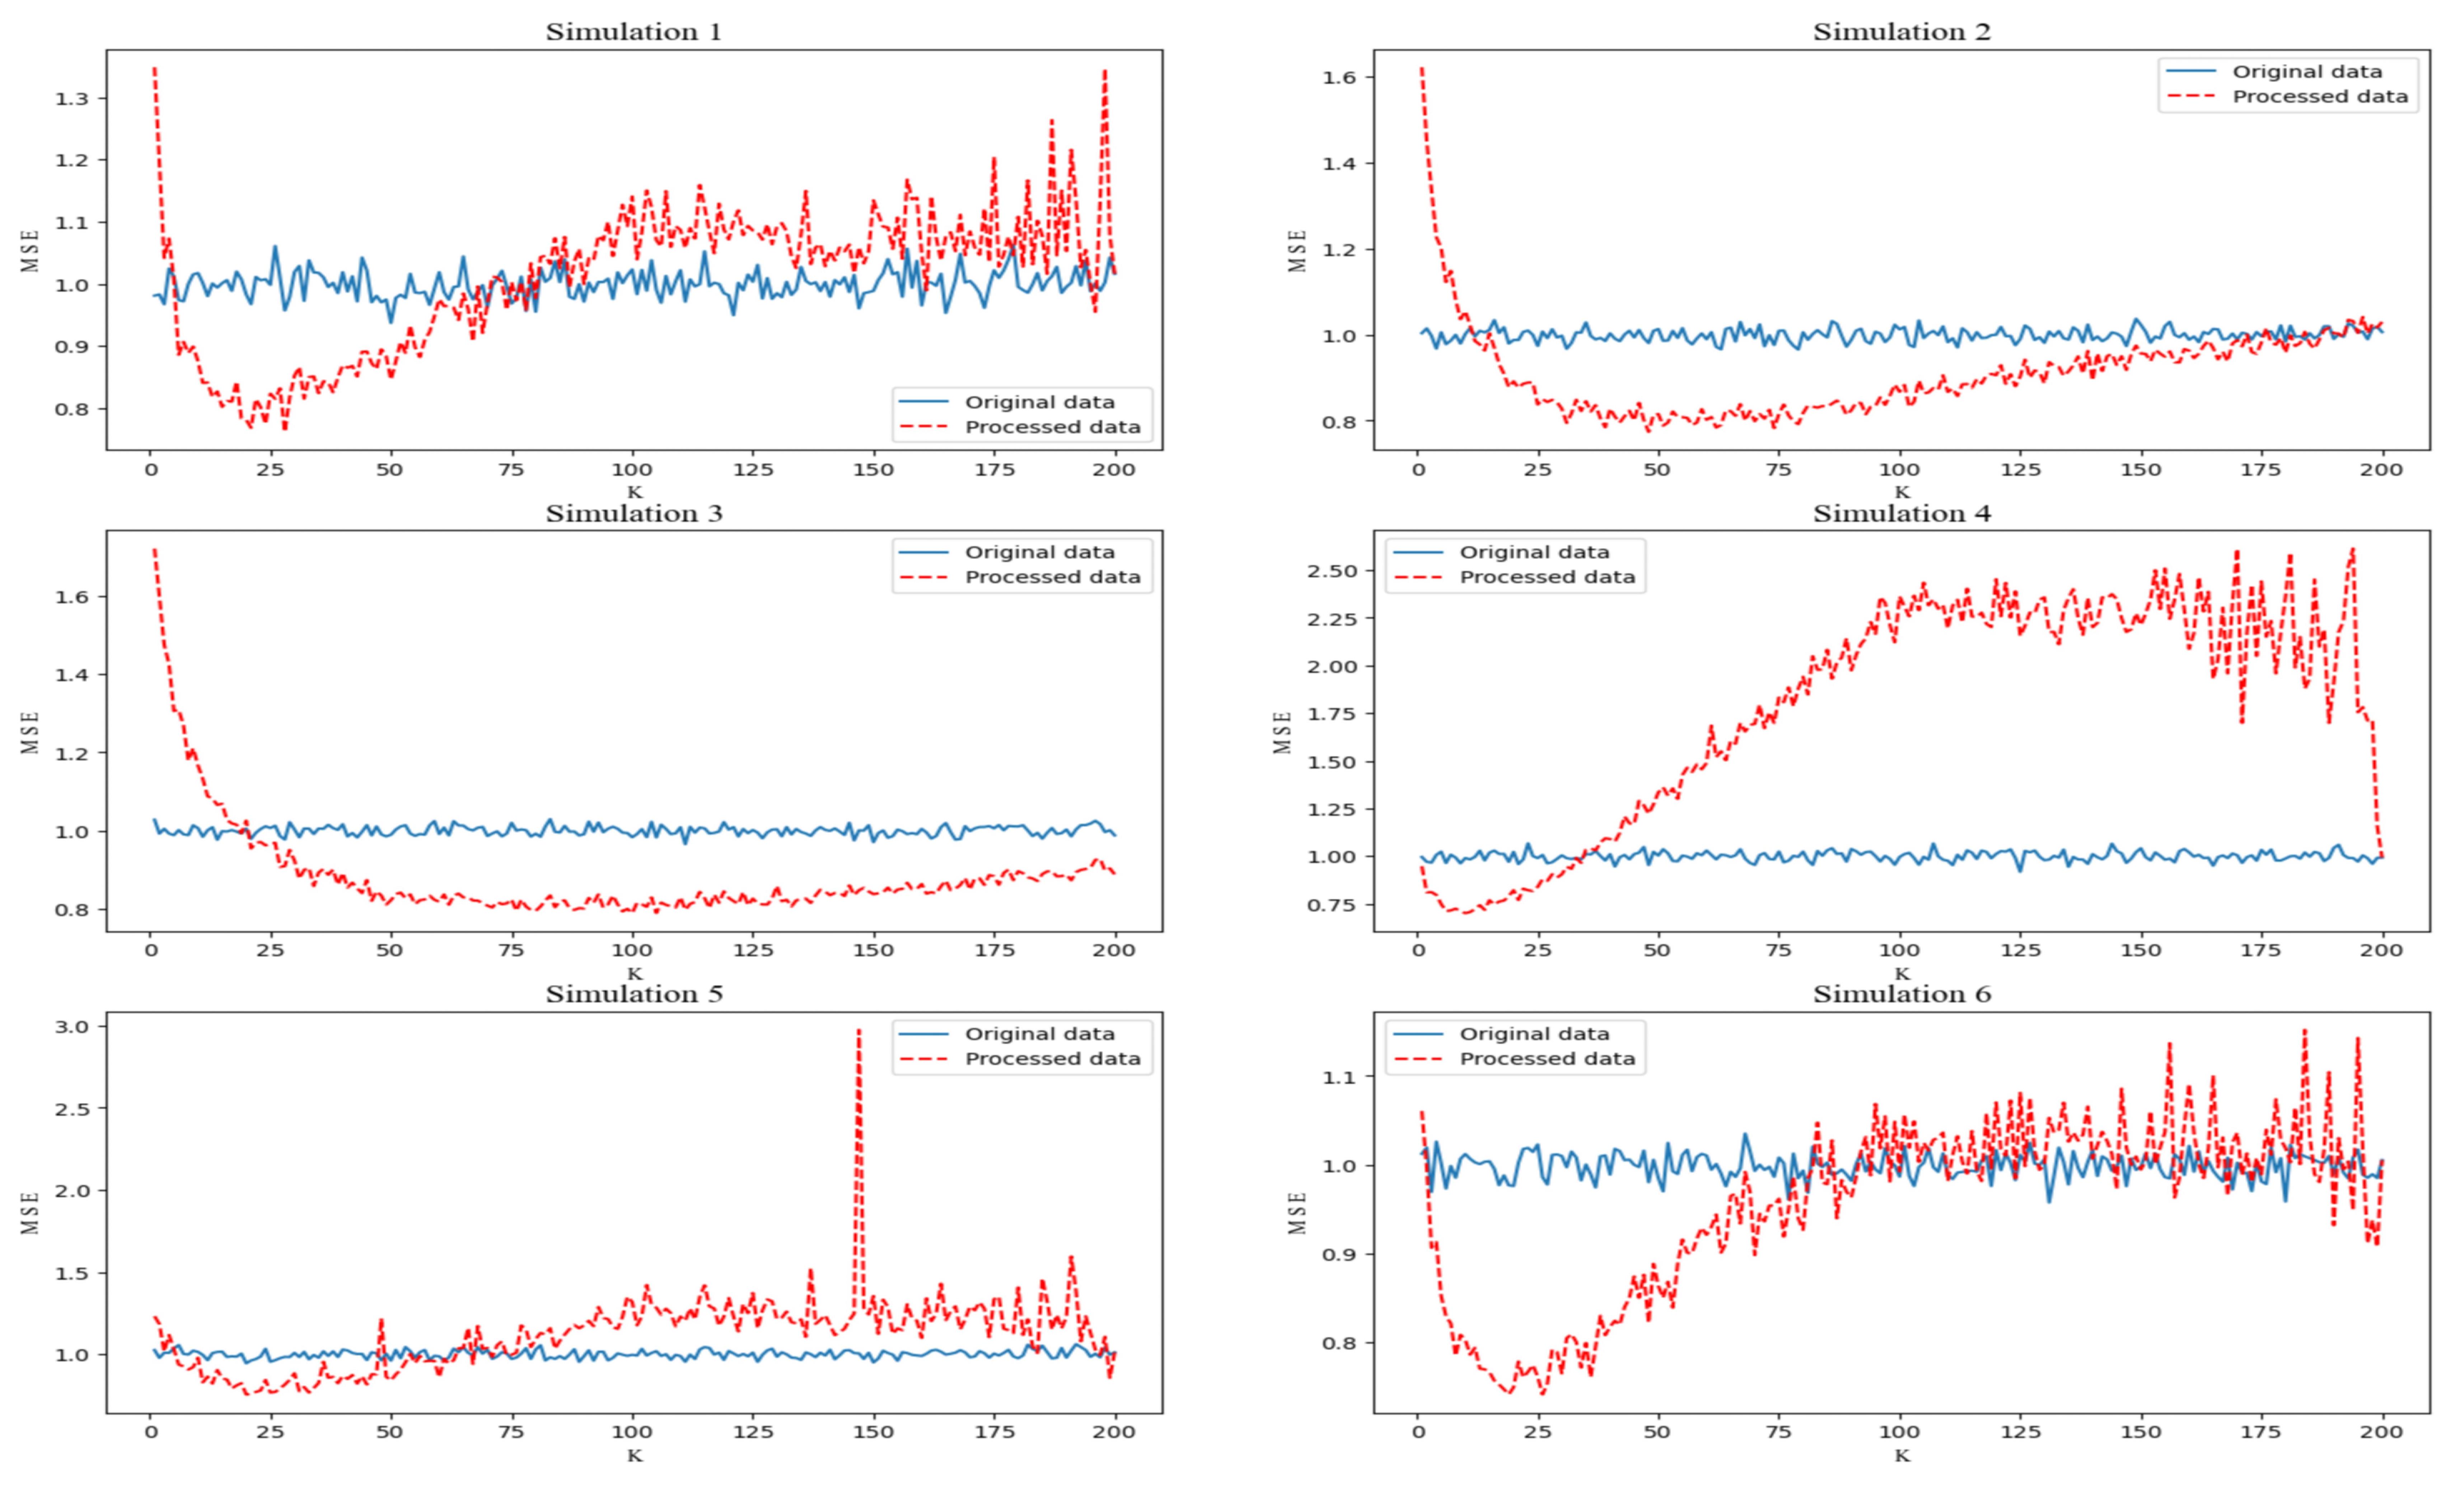 Simulation 1
1.3
1.2
1.1
1.0
0.9
0.8
MSE
Original data
Processed data
0 25 50 75 100 125 150 175 200
K
Simulation 2
1.6
1.4
1.2
1.0
0.8
MSE
Original data
Processed data
0 25 50 75 100 125 150 175 200
K
Simulation 3
1.6
1.4
1.2
1.0
0.8
MSE
Original data
Processed data
0 25 50 75 100 125 150 175 200
K
Simulation 4
2.50
2.25
2.00
1.75
1.50
1.25
1.00
0.75
MSE
Original data
Processed data
0 25 50 75 100 125 150 175 200
K
Simulation 5
3.0
2.5
2.0
1.5
1.0
MSE
Original data
Processed data
0 25 50 75 100 125 150 175 200
K
Simulation 6
1.1
1.0
0.9
0.8
MSE
Original data
Processed data
0 25 50 75 100 125 150 175 200
K